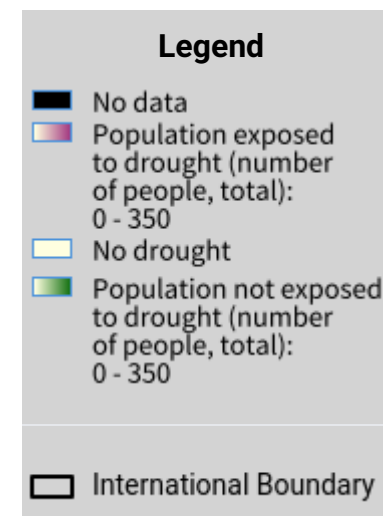 Legend
No data
Population exposed
to drought (number
of people, total):
0 - 350
No drought
Population not exposed
to drought (number
of people, total):
0 - 350
International Boundary